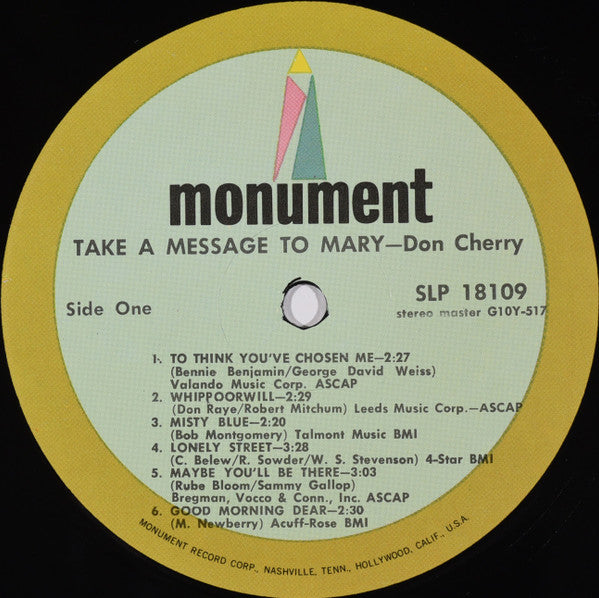 monument
TAKE A MESSAGE TO MARY—Don Cherry
Side One
SLP 18109
stereo master G10Y-517
1. TO THINK YOU'VE CHOSEN ME—2:27
(Bennie Benjamin/George David Weiss)
Valando Music Corp. ASCAP
2. WHIPPOORWILL—2:29
(Don Raye/Robert Mitchum) Leeds Music Corp.—ASCAP
3. MISTY BLUE—2:20
(Bob Montgomery) Talmont Music BMI
4. LONELY STREET—3:28
(C. Belew/R. Sowder/W. S. Stevenson) 4-Star BMI
5. MAYBE YOU'LL BE THERE—3:03
(Rube Bloom/Sammy Gallop)
Bregman, Vocco & Conn., Inc. ASCAP
6. GOOD MORNING DEAR—2:30
(M. Newberry) Acuff-Rose BMI
MONUMENT RECORD CORP., NASHVILLE, TENN., HOLLYWOOD, CALIF., U.S.A.